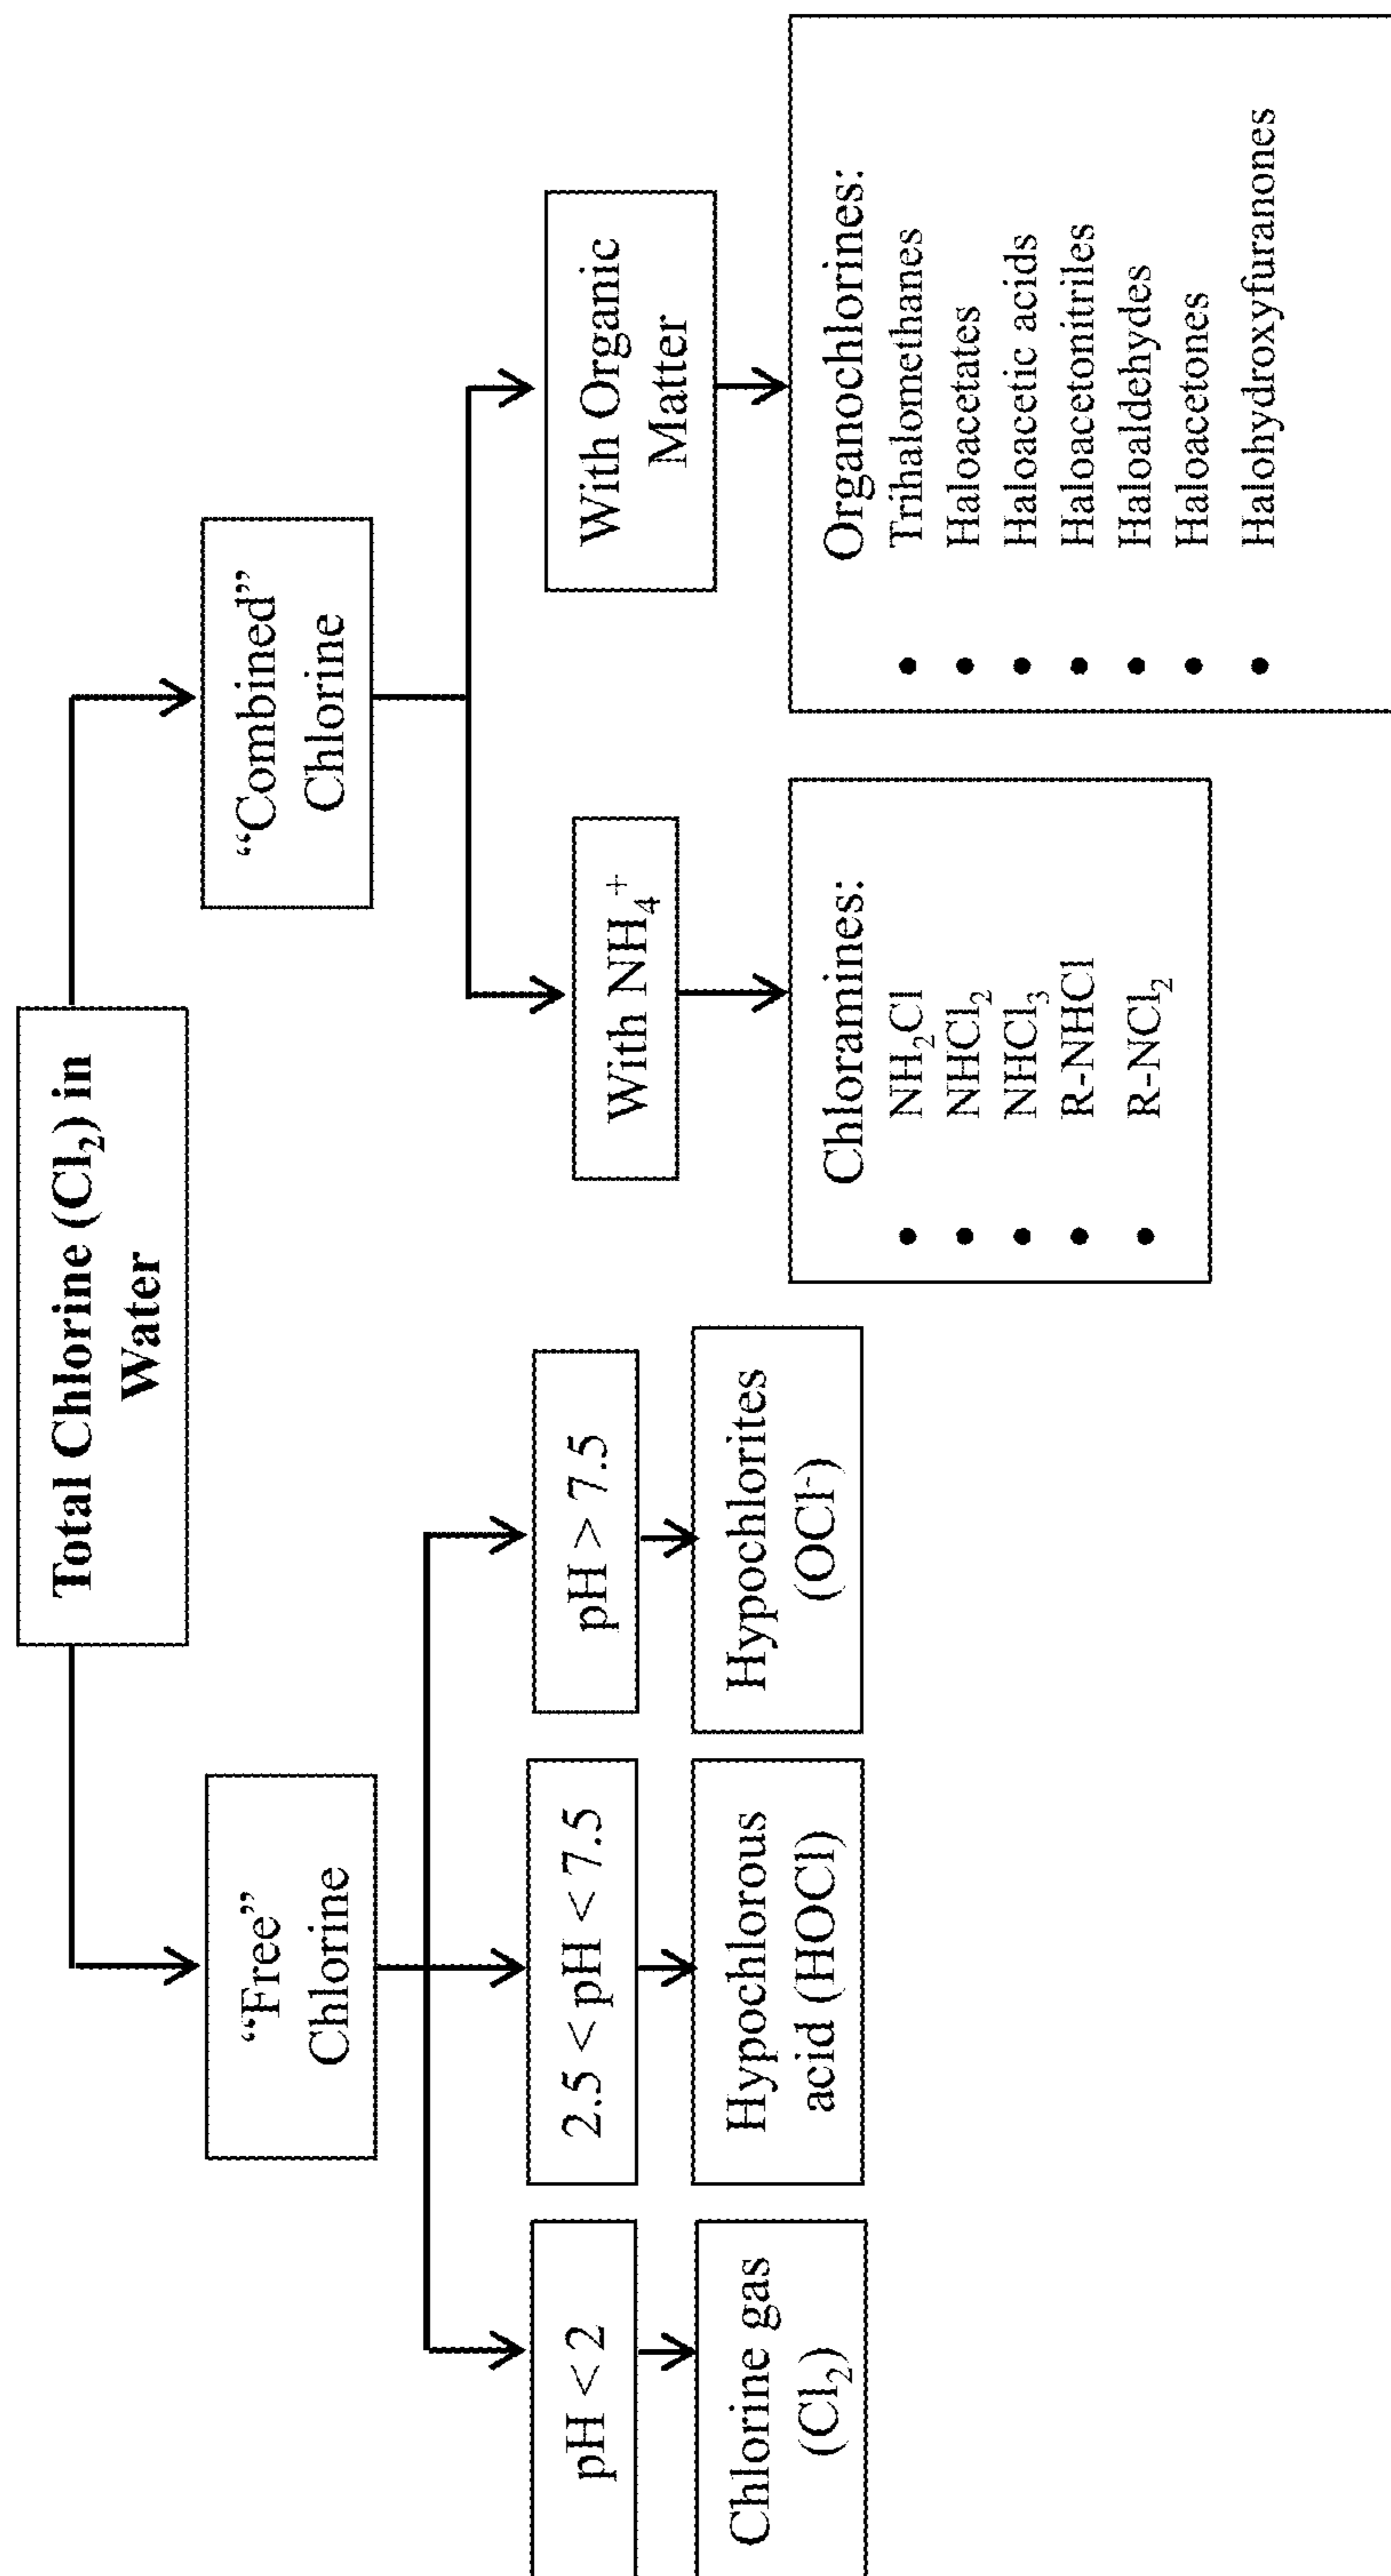 Total Chlorine (Cl₂) in
Water
“Free”
Chlorine
“Combined”
Chlorine
pH < 2
2.5 < pH < 7.5
pH > 7.5
With NH₄⁺
With Organic
Matter
Chlorine gas
(Cl₂)
Hypochlorous
acid (HOCl)
Hypochlorites
(OCl⁻)
Chloramines:
• NH₂Cl
• NHCl₂
• NHCl₃
• R-NHCl
• R-NCl₂
Organochlorines:
• Trihalomethanes
• Haloacetates
• Haloacetic acids
• Haloacetonitriles
• Haloaldehydes
• Haloacetones
• Halohydroxyfuranones